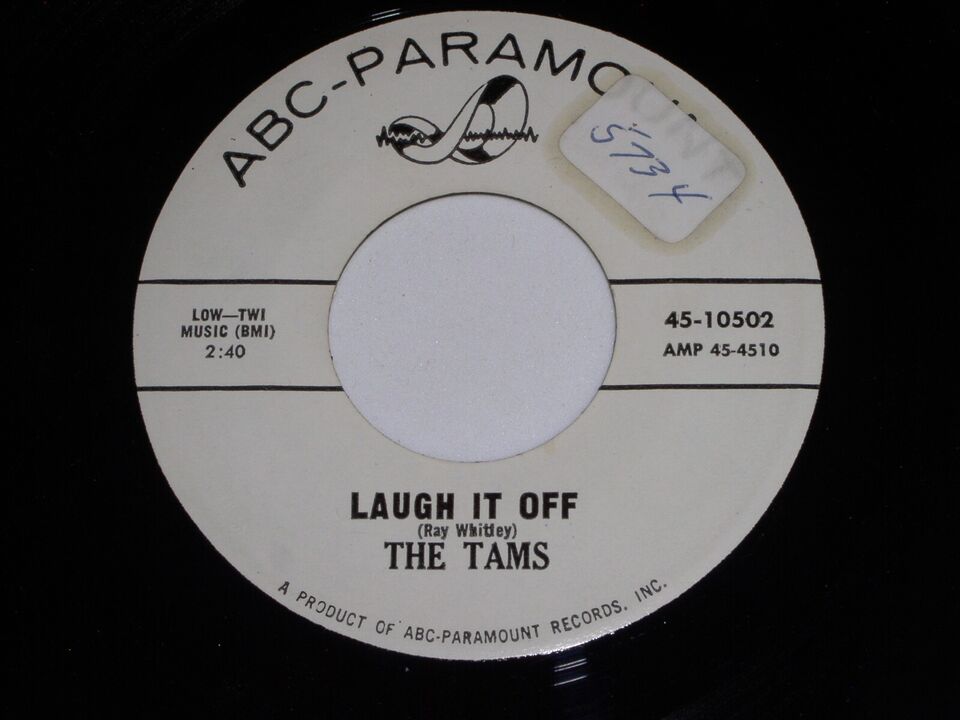 ABC-PARAMOUNT
5734
LOW—TWI
MUSIC (BMI)
2:40
45-10502
AMP 45-4510
LAUGH IT OFF
(Ray Whitley)
THE TAMS
A PRODUCT OF ABC-PARAMOUNT RECORDS, INC.